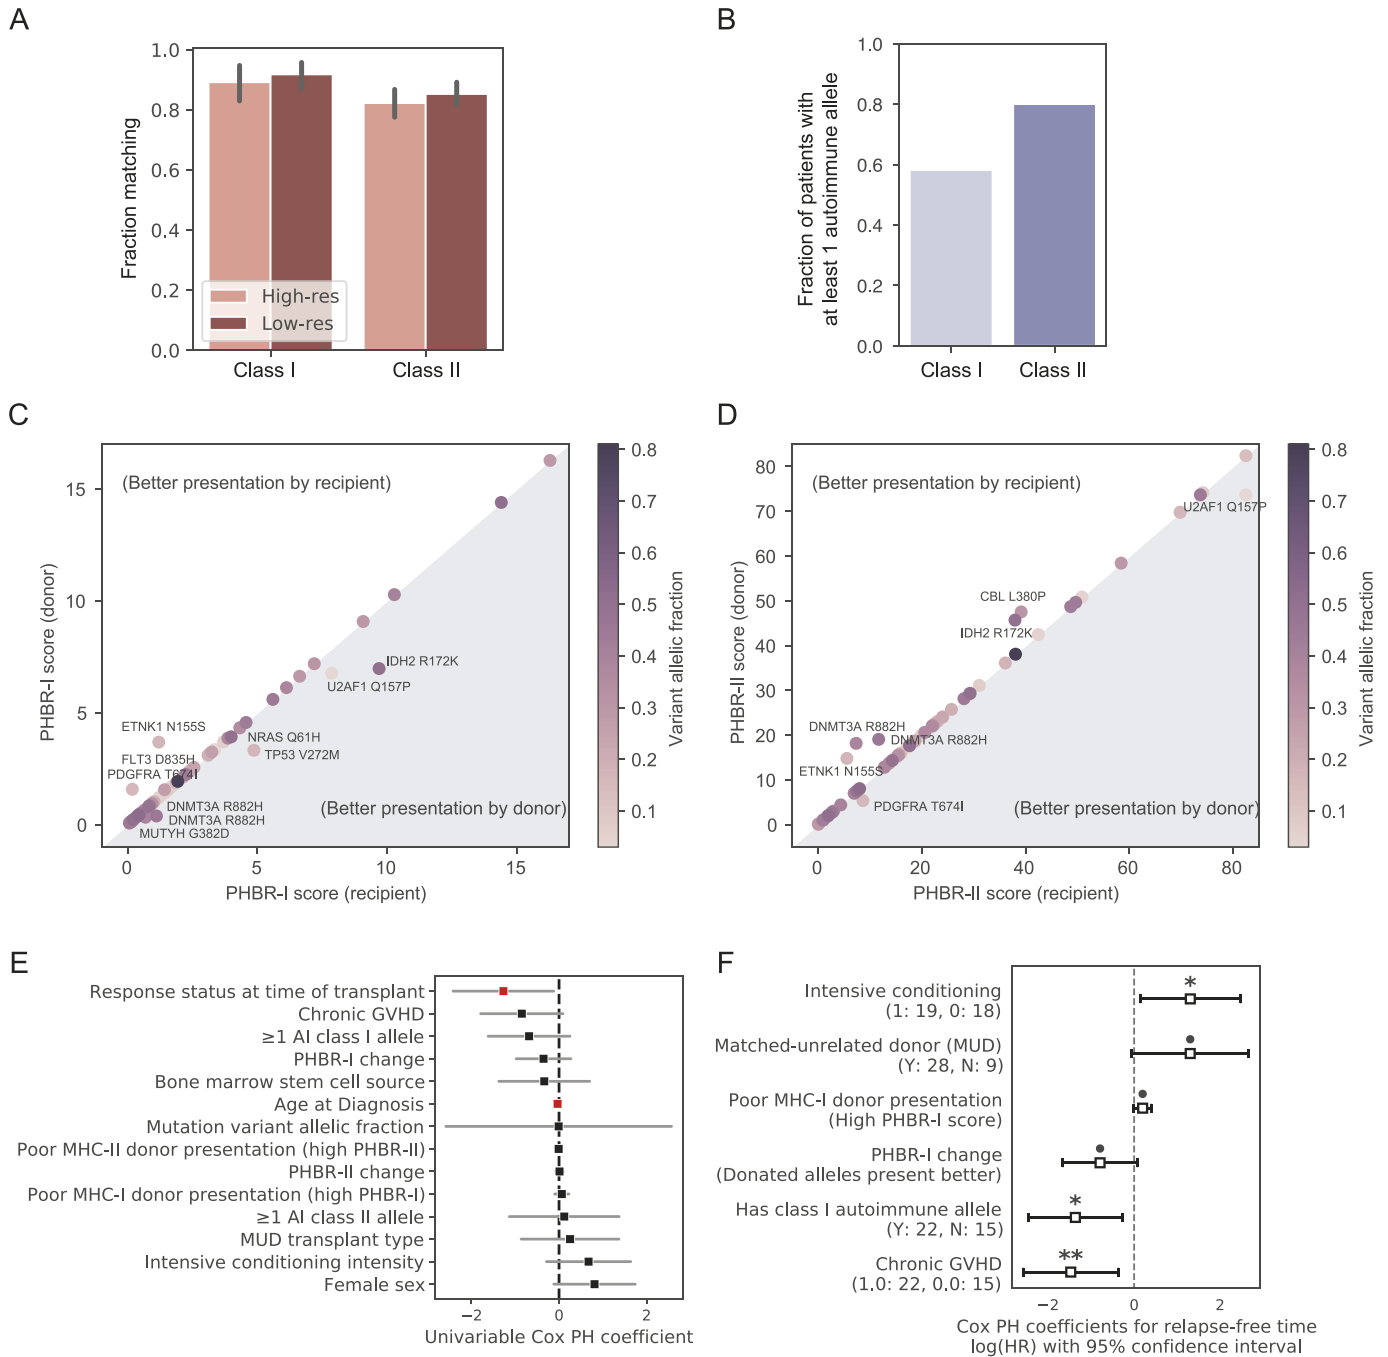 A
1.0
0.8
0.6
0.4
0.2
0.0
Fraction matching
High-res
Low-res
Class I
Class II
B
1.0
0.8
0.6
0.4
0.2
0.0
Fraction of patients with
at least 1 autoimmune allele
Class I
Class II
C
15
10
5
0
PHBR-I score (donor)
(Better presentation by recipient)
IDH2 R172K
U2AF1 Q157P
ETNK1 N155S
NRAS Q61H
TP53 V272M
FLT3 D835H
PDGFRA T674I
DNMT3A R882H
DNMT3A R882H
MUTYH G382D
(Better presentation by donor)
0
5
10
15
PHBR-I score (recipient)
0.8
0.7
0.6
0.5
0.4
0.3
0.2
0.1
Variant allelic fraction
D
80
70
60
50
40
30
20
10
0
PHBR-II score (donor)
(Better presentation by recipient)
U2AF1 Q157P
CBL L380P
IDH2 R172K
DNMT3A R882H
DNMT3A R882H
ETNK1 N155S
PDGFRA T674I
(Better presentation by donor)
0
20
40
60
80
PHBR-II score (recipient)
0.8
0.7
0.6
0.5
0.4
0.3
0.2
0.1
Variant allelic fraction
E
Response status at time of transplant
Chronic GVHD
≥1 AI class I allele
PHBR-I change
Bone marrow stem cell source
Age at Diagnosis
Mutation variant allelic fraction
Poor MHC-II donor presentation (high PHBR-II)
PHBR-II change
Poor MHC-I donor presentation (high PHBR-I)
≥1 AI class II allele
MUD transplant type
Intensive conditioning intensity
Female sex
−2
0
2
Univariable Cox PH coefficient
F
Intensive conditioning
(1: 19, 0: 18)
*
Matched-unrelated donor (MUD)
(Y: 28, N: 9)
Poor MHC-I donor presentation
(High PHBR-I score)
PHBR-I change
(Donated alleles present better)
Has class I autoimmune allele
(Y: 22, N: 15)
*
Chronic GVHD
(1.0: 22, 0.0: 15)
**
−2
0
2
Cox PH coefficients for relapse-free time
log(HR) with 95% confidence interval